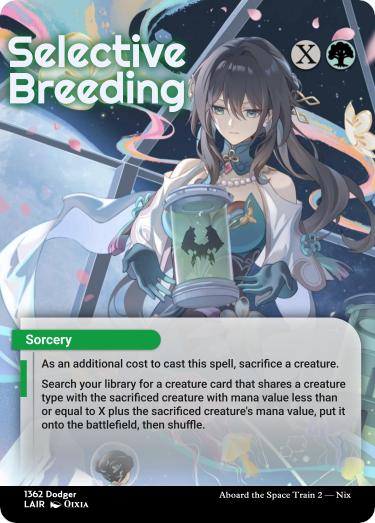 Selective
Breeding
X
Sorcery
As an additional cost to cast this spell, sacrifice a creature.
Search your library for a creature card that shares a creature
type with the sacrificed creature with mana value less than
or equal to X plus the sacrificed creature's mana value, put it
onto the battlefield, then shuffle.
1362 Dodger
LAIR Oixia
Aboard the Space Train 2 — Nix